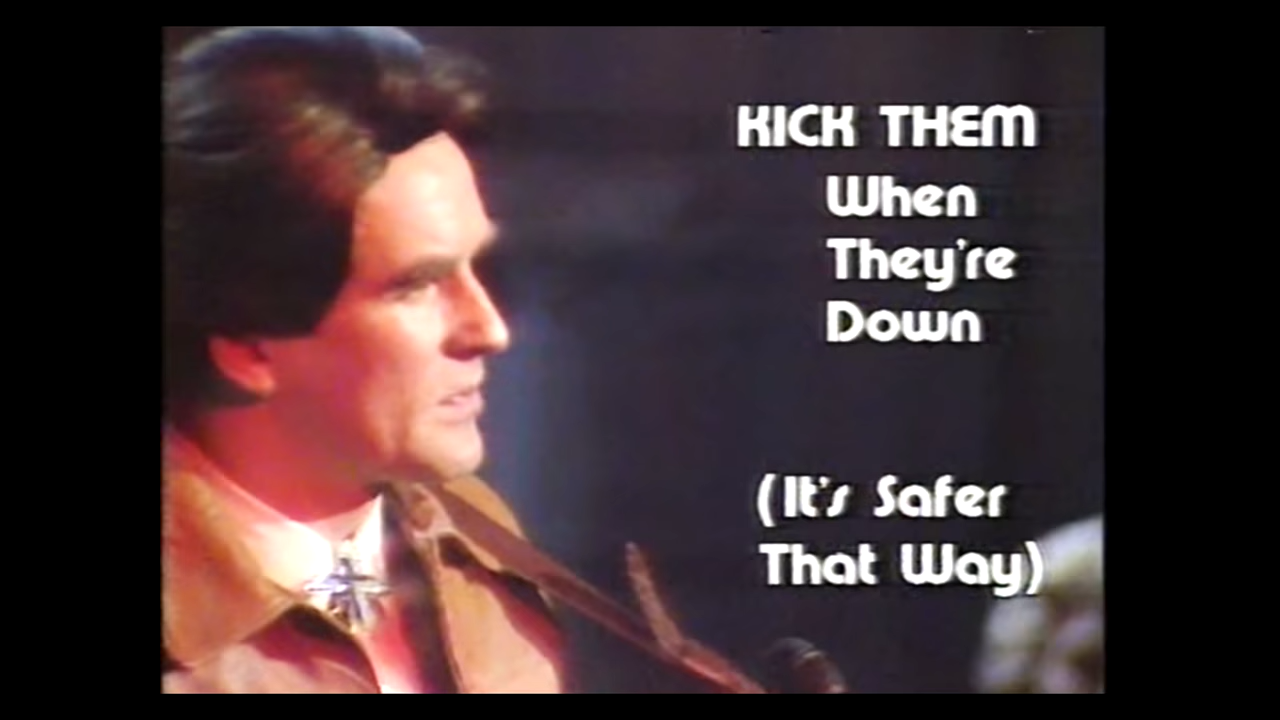 KICK THEM
When
They're
Down
(It's Safer
That Way)